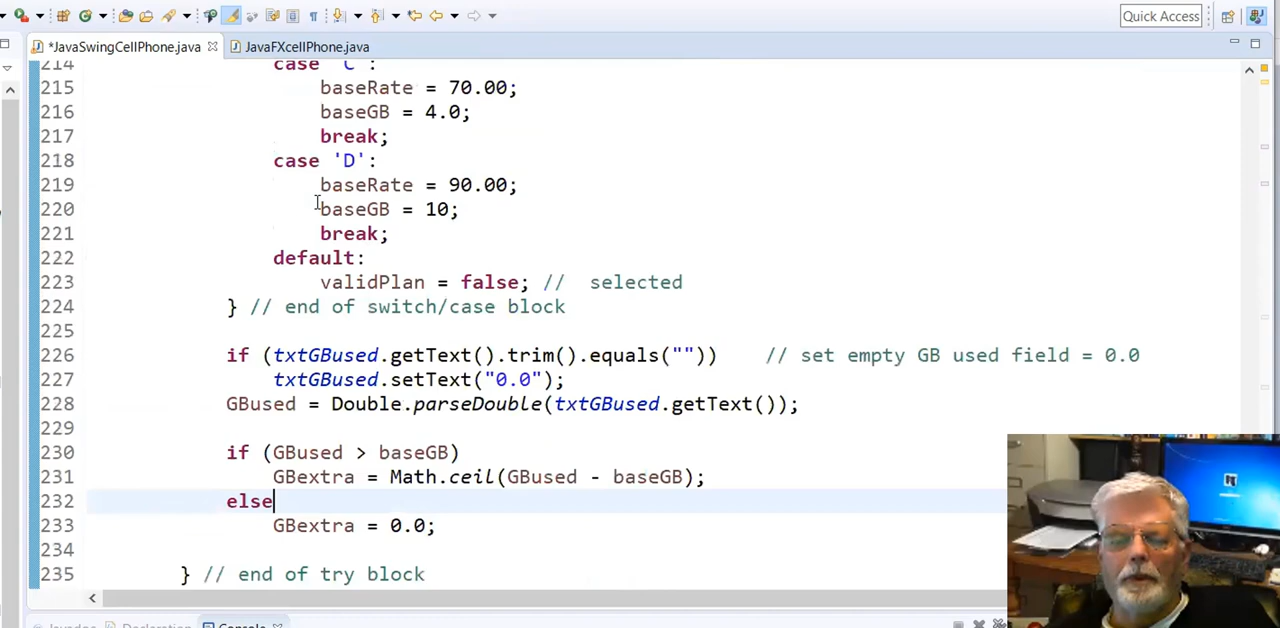 Quick Access
*JavaSwingCellPhone.java
JavaFXcellPhone.java
214 case 'C':
215 baseRate = 70.00;
216 baseGB = 4.0;
217 break;
218 case 'D':
219 baseRate = 90.00;
220 baseGB = 10;
221 break;
222 default:
223 validPlan = false; // selected
224 } // end of switch/case block
225
226 if (txtGBused.getText().trim().equals("")) // set empty GB used field = 0.0
227 txtGBused.setText("0.0");
228 GBused = Double.parseDouble(txtGBused.getText());
229
230 if (GBused > baseGB)
231 GBextra = Math.ceil(GBused - baseGB);
232 else
233 GBextra = 0.0;
234
235 } // end of try block
Javadoc Declaration Console